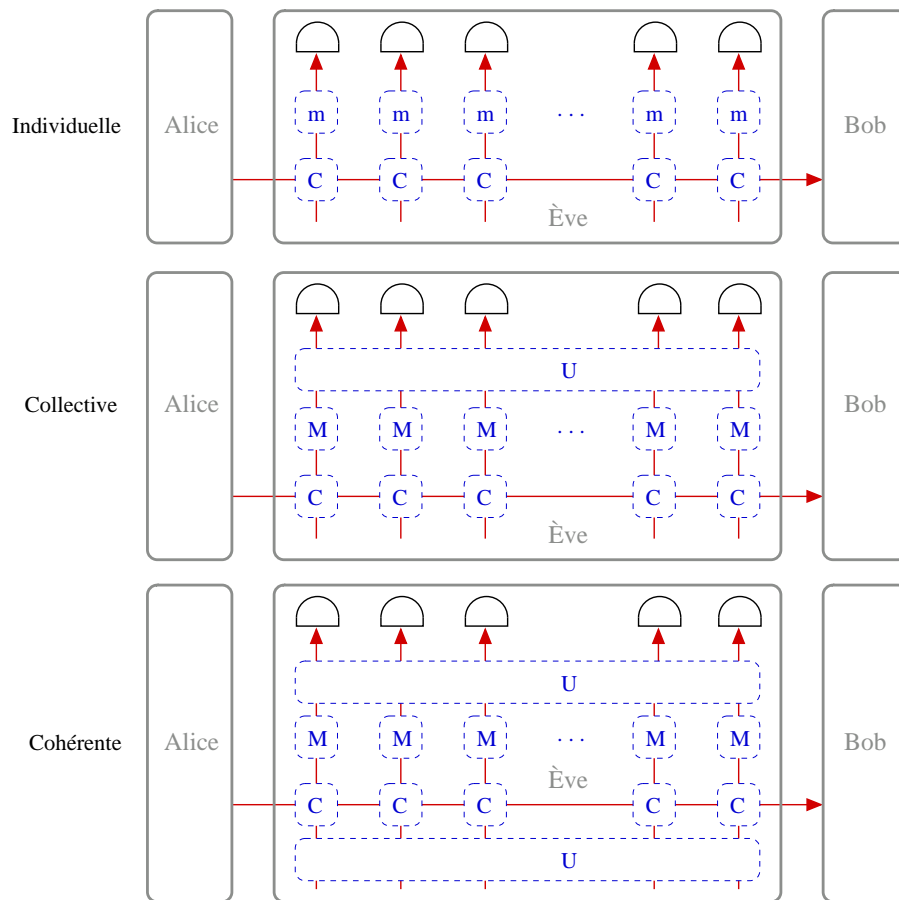 m m m · · · m m
Individuelle Alice Bob
C C C C C
Ève
U
Collective Alice Bob
M M M · · · M M
C C C C C
Ève
U
Cohérente Alice M M M · · · M M Bob
Ève
C C C C C
U